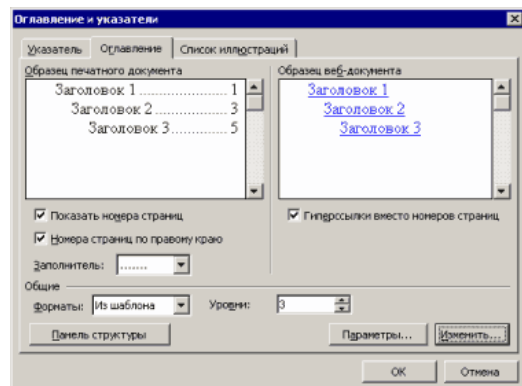 Оглавление и указатели
Указатель Оглавление Список иллюстраций
Образец печатного документа
Заголовок 1 ................. 1
Заголовок 2 .............. 3
Заголовок 3 ............ 5
Образец веб-документа
Заголовок 1
Заголовок 2
Заголовок 3
Показать номера страниц
Номера страниц по правому краю
Заполнитель: .......
Гиперссылки вместо номеров страниц
Общие
Форматы: Из шаблона Уровни: 3
Панель структуры Параметры... Изменить...
ОК Отмена